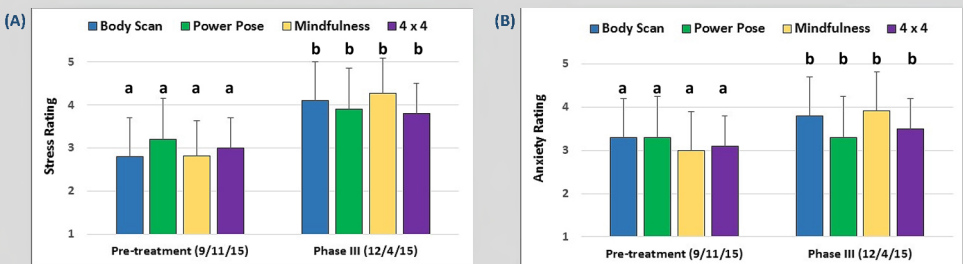 (A)
Body Scan Power Pose Mindfulness 4 x 4
b b b b
5
a a a a
4
3
2
1
Stress Rating
Pre-treatment (9/11/15) Phase III (12/4/15)
(B)
Body Scan Power Pose Mindfulness 4 x 4
5
b b b b
a a a a
4
3
2
1
Anxiety Rating
Pre-treatment (9/11/15) Phase III (12/4/15)